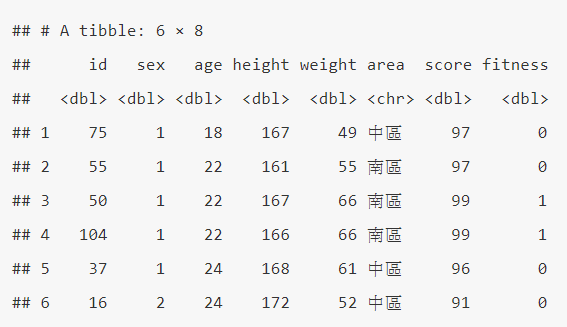 ## # A tibble: 6 × 8
##      id   sex   age height weight area  score fitness
##   <dbl> <dbl> <dbl>  <dbl>  <dbl> <chr> <dbl>   <dbl>
## 1    75     1    18    167     49 中區     97       0
## 2    55     1    22    161     55 南區     97       0
## 3    50     1    22    167     66 南區     99       1
## 4   104     1    22    166     66 南區     99       1
## 5    37     1    24    168     61 中區     96       0
## 6    16     2    24    172     52 中區     91       0